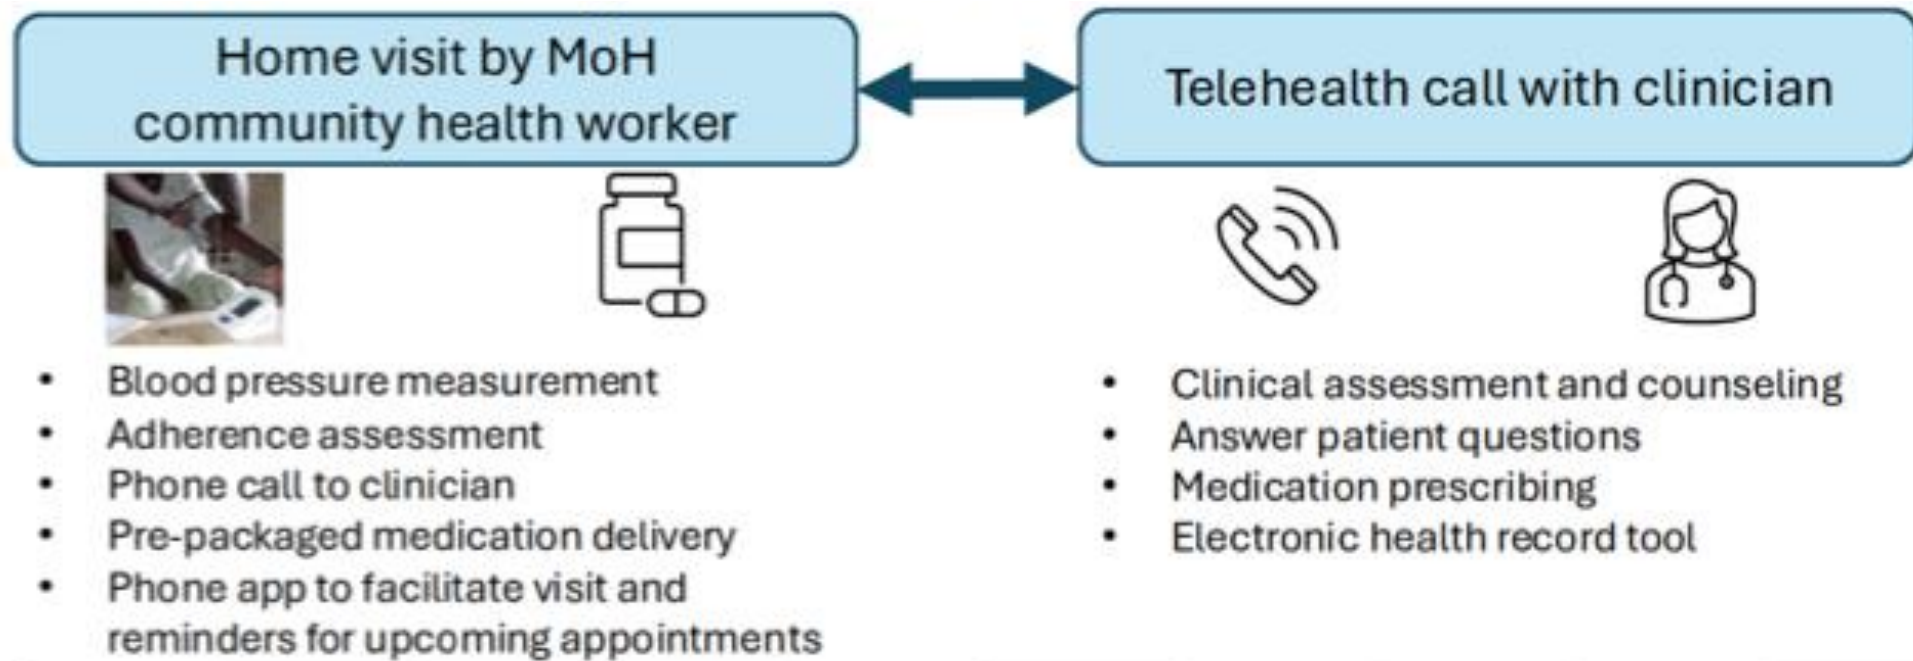 Home visit by MoH
community health worker
Telehealth call with clinician
• Blood pressure measurement
• Adherence assessment
• Phone call to clinician
• Pre-packaged medication delivery
• Phone app to facilitate visit and
reminders for upcoming appointments
• Clinical assessment and counseling
• Answer patient questions
• Medication prescribing
• Electronic health record tool